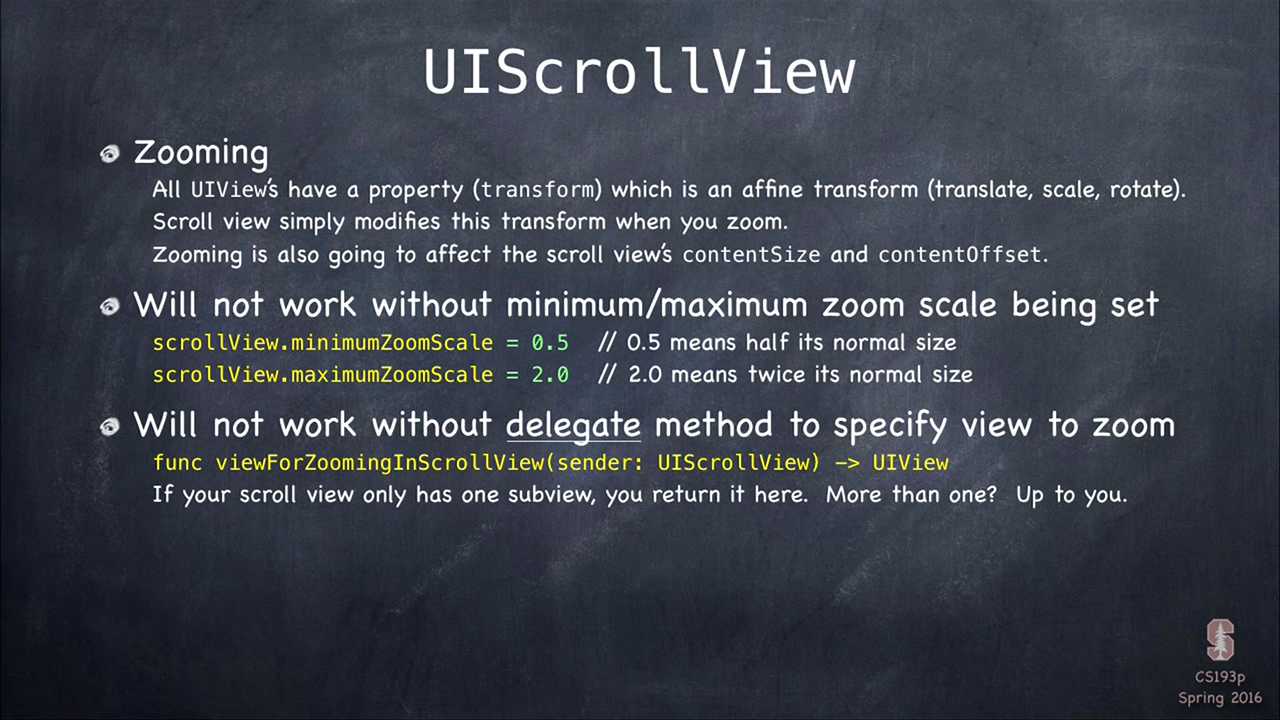 UIScrollView
Zooming
All UIView's have a property (transform) which is an affine transform (translate, scale, rotate).
Scroll view simply modifies this transform when you zoom.
Zooming is also going to affect the scroll view's contentSize and contentOffset.
Will not work without minimum/maximum zoom scale being set
scrollView.minimumZoomScale = 0.5 // 0.5 means half its normal size
scrollView.maximumZoomScale = 2.0 // 2.0 means twice its normal size
Will not work without delegate method to specify view to zoom
func viewForZoomingInScrollView(sender: UIScrollView) -> UIView
If your scroll view only has one subview, you return it here. More than one? Up to you.
S
CS193p
Spring 2016